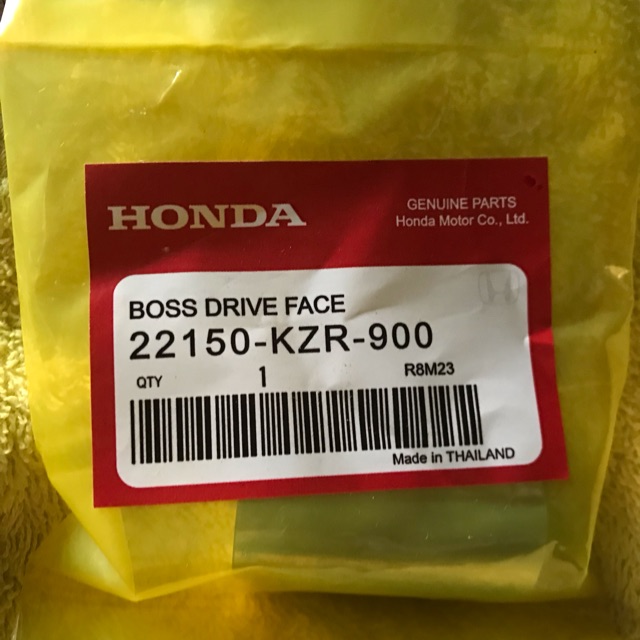 HONDA
GENUINE PARTS
Honda Motor Co., Ltd.
BOSS DRIVE FACE
22150-KZR-900
QTY 1 R8M23
Made in THAILAND